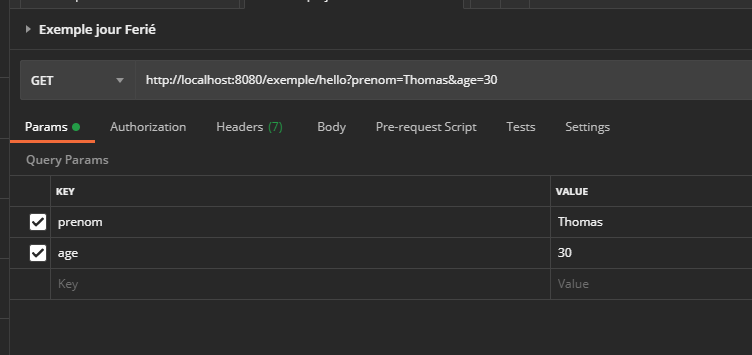 Exemple jour Ferié
GET http://localhost:8080/exemple/hello?prenom=Thomas&age=30
Params Authorization Headers (7) Body Pre-request Script Tests Settings
Query Params
KEY VALUE
prenom Thomas
age 30
Key Value